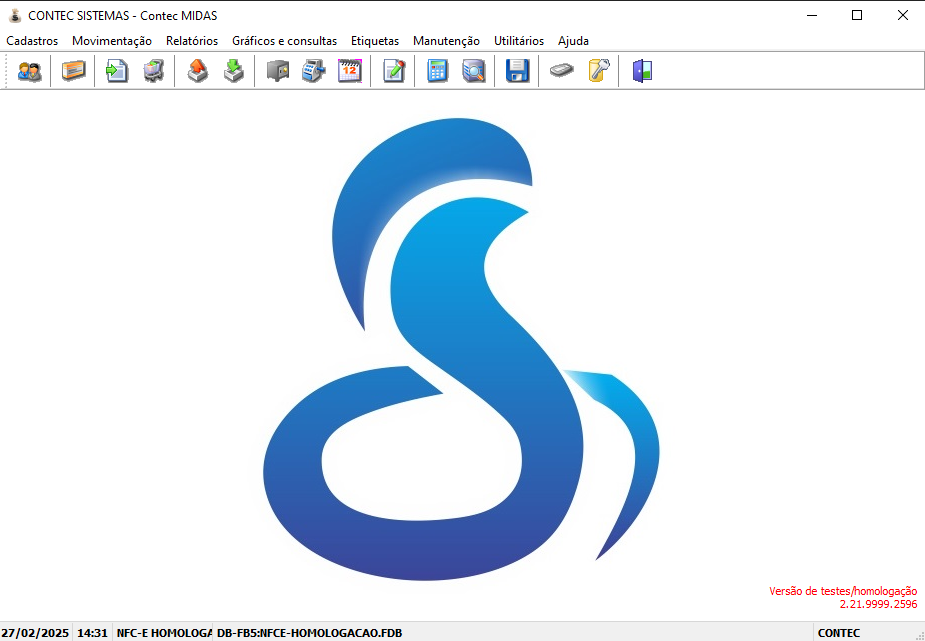 CONTEC SISTEMAS - Contec MIDAS
Cadastros Movimentação Relatórios Gráficos e consultas Etiquetas Manutenção Utilitários Ajuda
12
Versão de testes/homologação
2.21.9999.2596
27/02/2025 14:31 NFC-E HOMOLOGA DB-FB5:NFCE-HOMOLOGACAO.FDB CONTEC